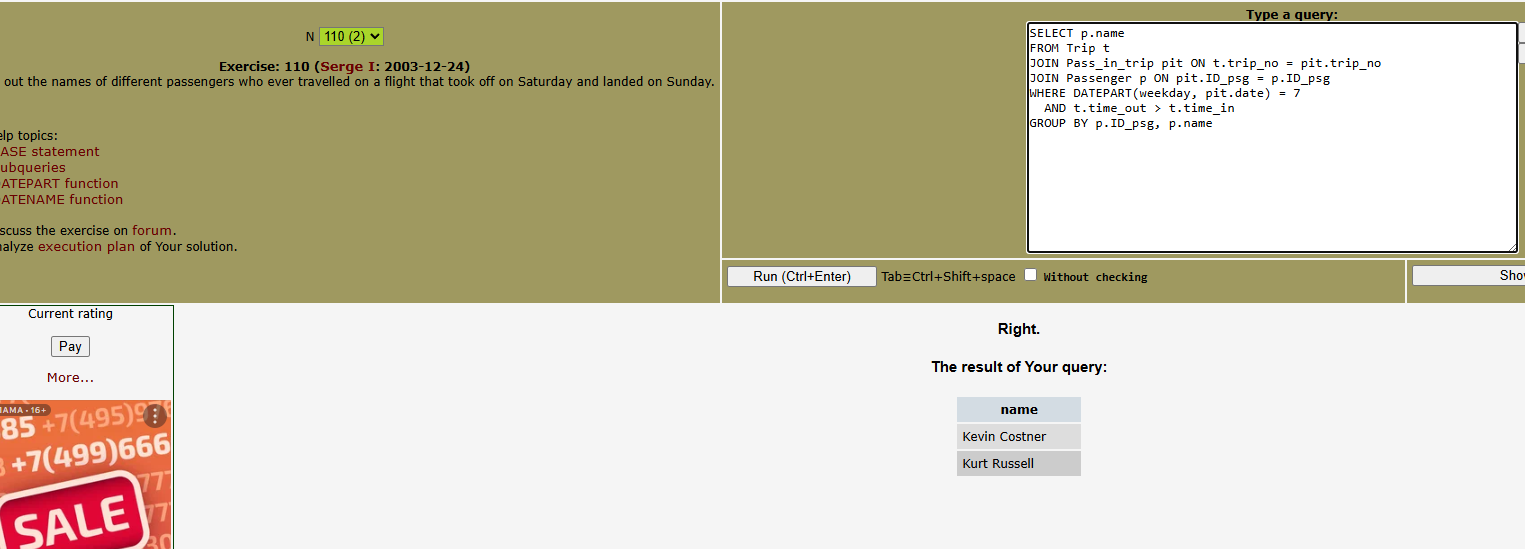 N 110 (2)
Exercise: 110 (Serge I: 2003-12-24)
out the names of different passengers who ever travelled on a flight that took off on Saturday and landed on Sunday.
elp topics:
ASE statement
ubqueries
DATEPART function
DATENAME function
scuss the exercise on forum.
nalyze execution plan of Your solution.
Type a query:
SELECT p.name
FROM Trip t
JOIN Pass_in_trip pit ON t.trip_no = pit.trip_no
JOIN Passenger p ON pit.ID_psg = p.ID_psg
WHERE DATEPART(weekday, pit.date) = 7
AND t.time_out > t.time_in
GROUP BY p.ID_psg, p.name
Run (Ctrl+Enter) Tab≡Ctrl+Shift+space Without checking
Sho
Current rating
Pay
More...
16+
85 +7(495)976
+7(499)666
777
SALE
Right.
The result of Your query:
name
Kevin Costner
Kurt Russell